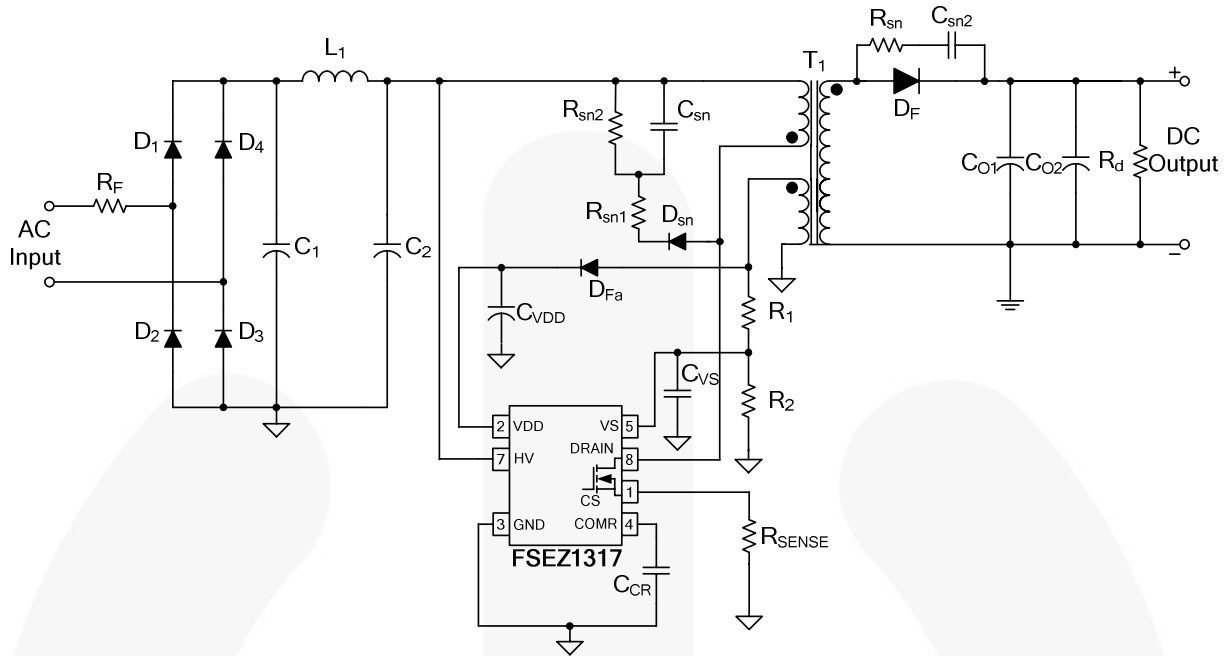 Rsn
Csn2
L1
T1
Rsn2
Csn
DF
+
D1
D4
DC
Output
RF
CO1
CO2
Rd
AC
Input
Rsn1
Dsn
C1
C2
−
DFa
R1
D2
D3
CVDD
CVS
R2
2
VDD
VS
5
7
HV
DRAIN
8
CS
1
3
GND
COMR
4
RSENSE
FSEZ1317
CCR